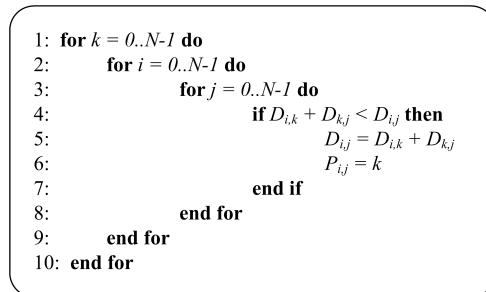 1: for k = 0..N-1 do
2: for i = 0..N-1 do
3: for j = 0..N-1 do
4: if D_{i,k} + D_{k,j} < D_{i,j} then
5: D_{i,j} = D_{i,k} + D_{k,j}
6: P_{i,j} = k
7: end if
8: end for
9: end for
10: end for